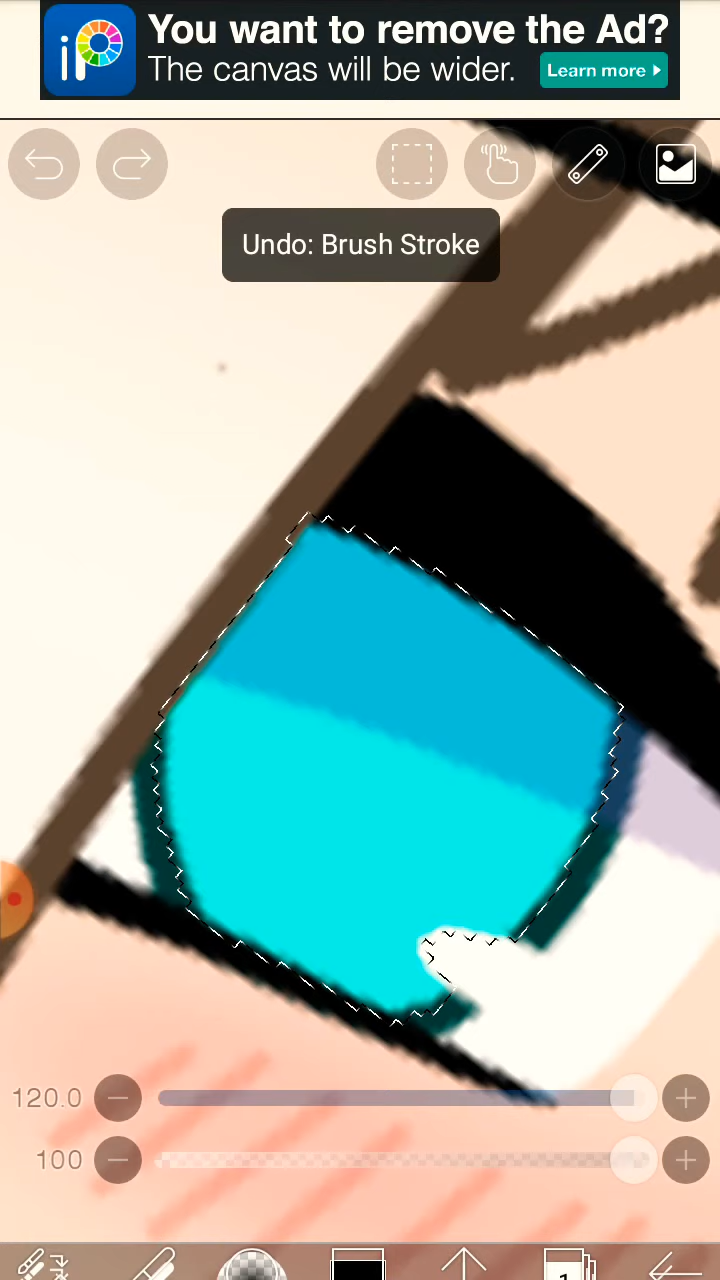 iP
You want to remove the Ad?
The canvas will be wider.
Learn more
Undo: Brush Stroke
120.0
100
1